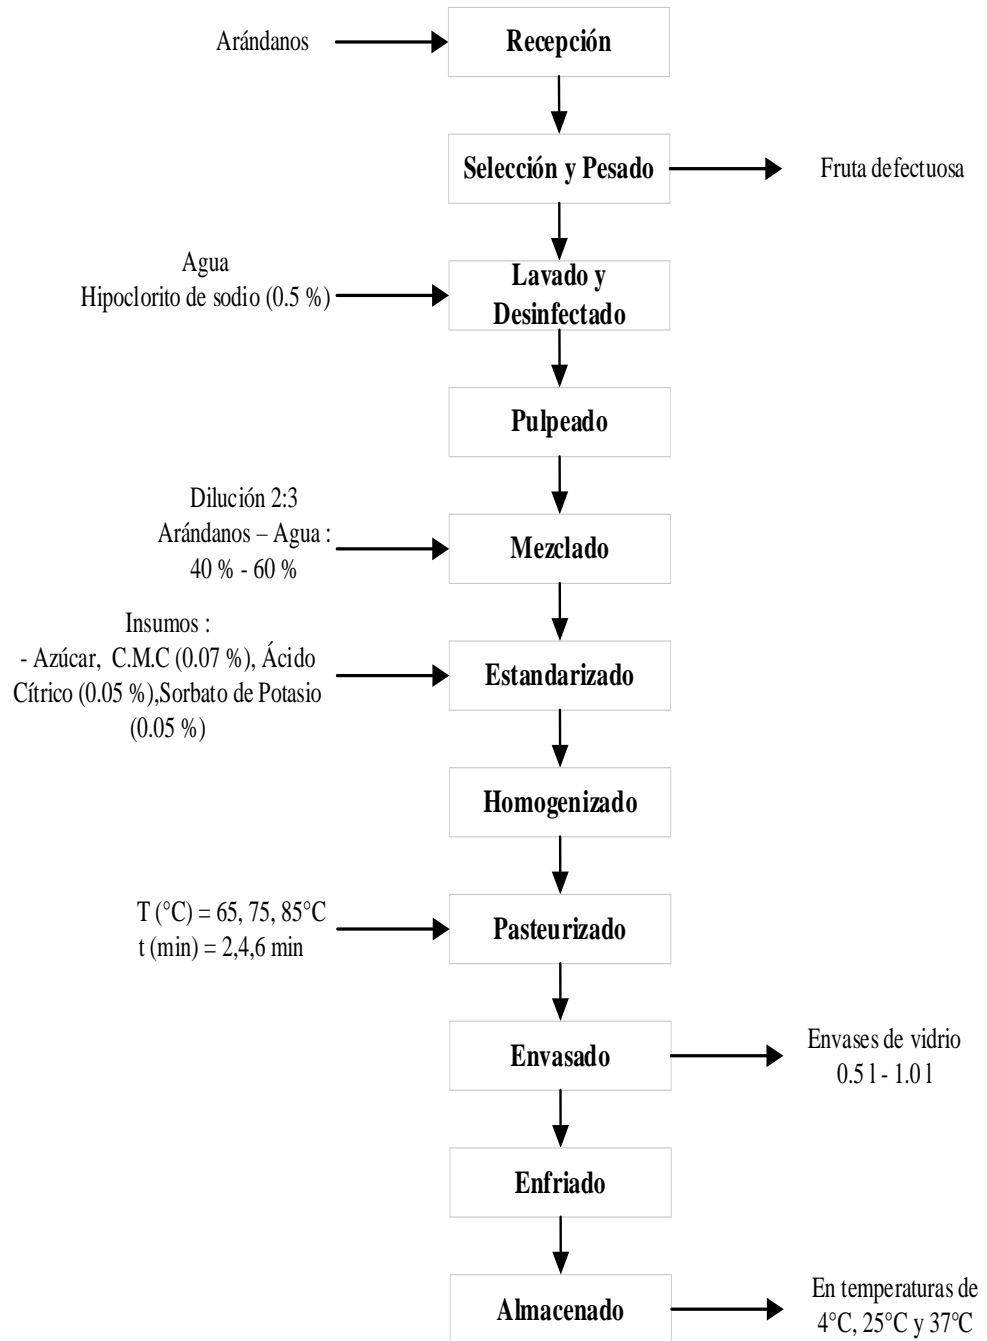 Arándanos
Recepción
Selección y Pesado
Fruta defectuosa
Agua
Hipoclorito de sodio (0.5 %)
Lavado y
Desinfectado
Pulpeado
Dilución 2:3
Arándanos – Agua :
40 % - 60 %
Mezclado
Insumos :
- Azúcar, C.M.C (0.07 %), Ácido
Cítrico (0.05 %),Sorbato de Potasio
(0.05 %)
Estandarizado
Homogenizado
T (°C) = 65, 75, 85°C
t (min) = 2,4,6 min
Pasteurizado
Envasado
Envases de vidrio
0.5 l - 1.0 l
Enfriado
Almacenado
En temperaturas de
4°C, 25°C y 37°C